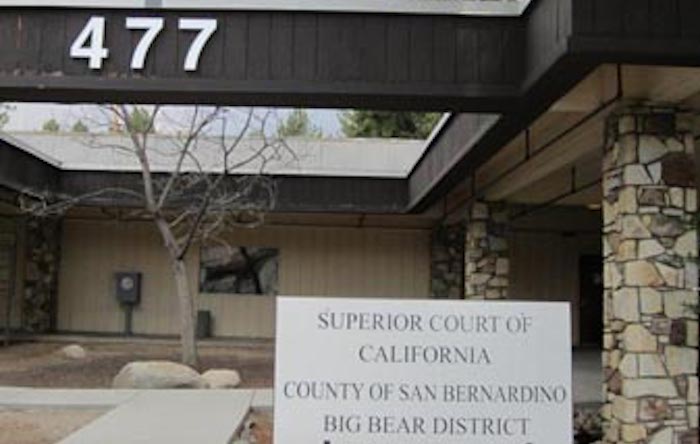 477
SUPERIOR COURT OF
CALIFORNIA
COUNTY OF SAN BERNARDINO
BIG BEAR DISTRICT